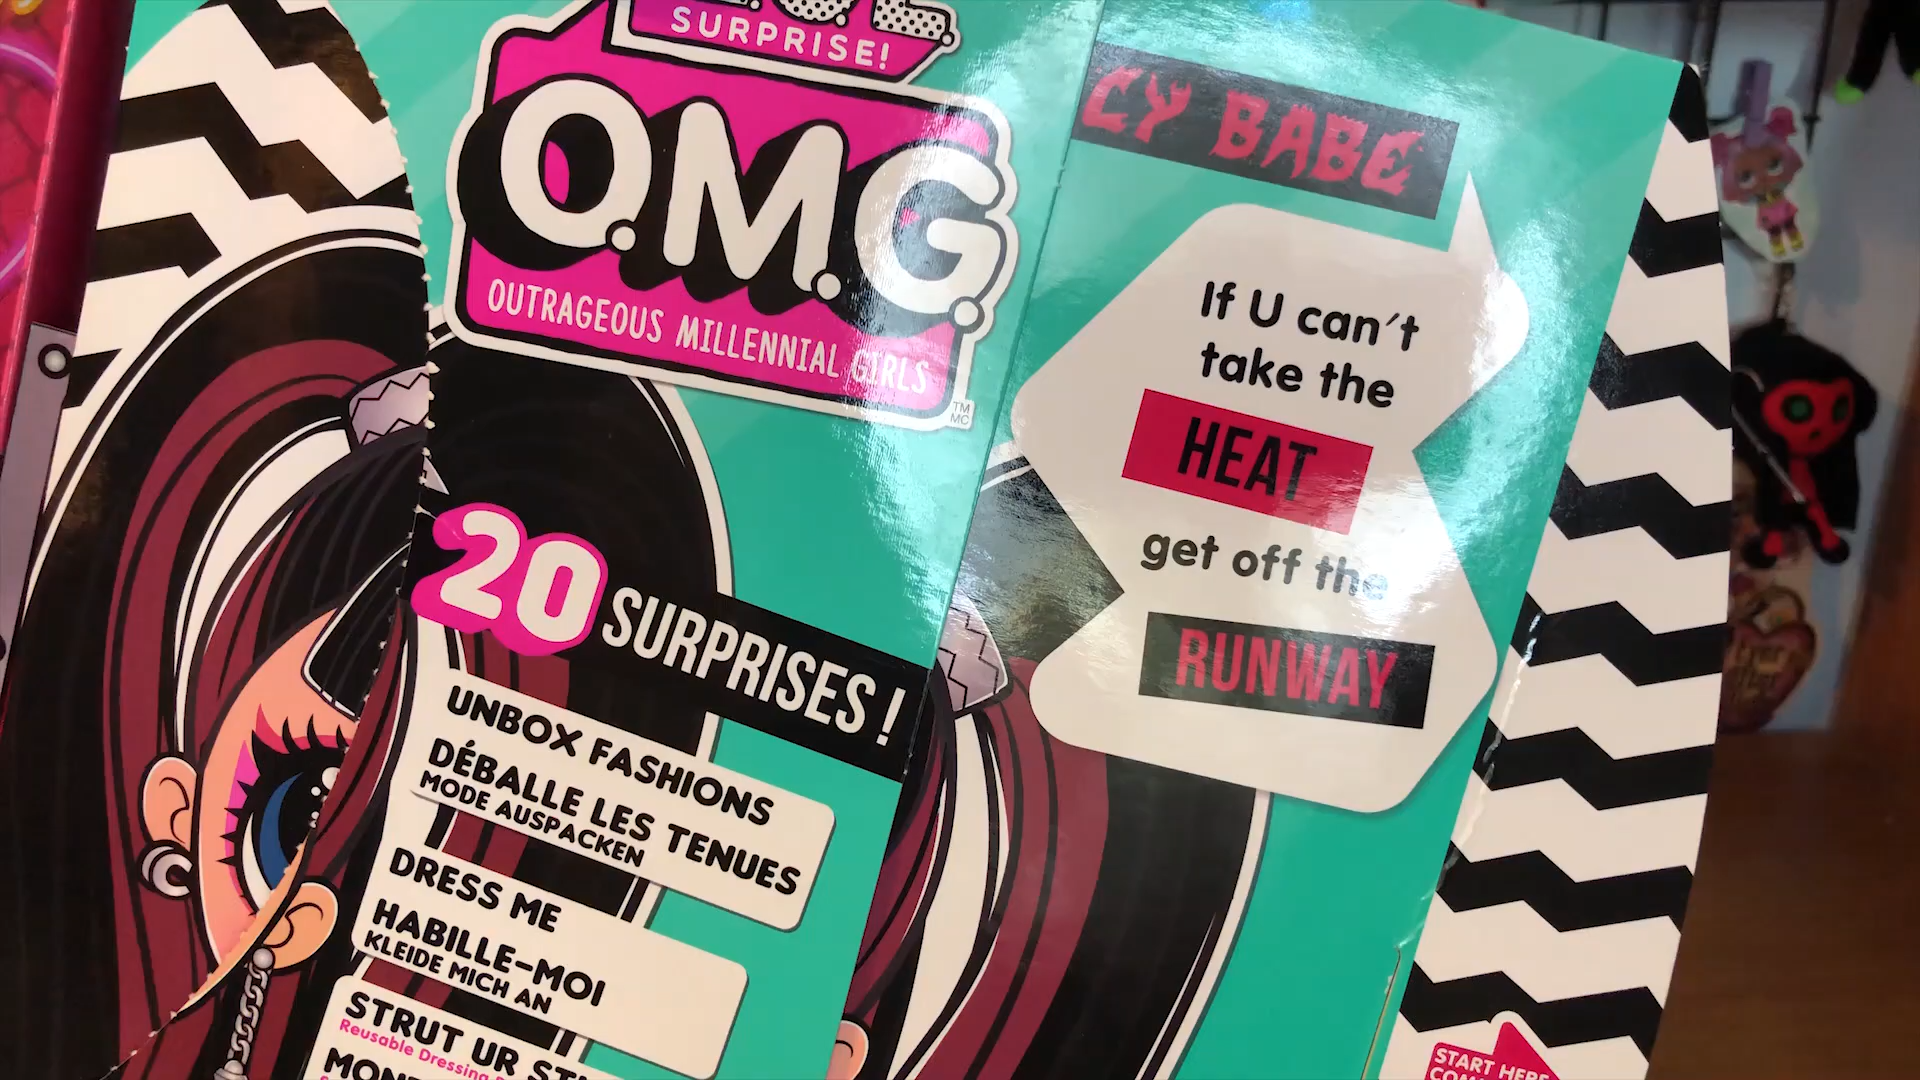 SURPRISE!
O.M.G.
OUTRAGEOUS MILLENNIAL GIRLS
TM
MC
20 SURPRISES!
UNBOX FASHIONS
DÉBALLE LES TENUES
MODE AUSPACKEN
DRESS ME
HABILLE-MOI
KLEIDE MICH AN
STRUT UR
Reusable Dressing
CY BABE
If U can't
take the
HEAT
get off the
RUNWAY
START HERE